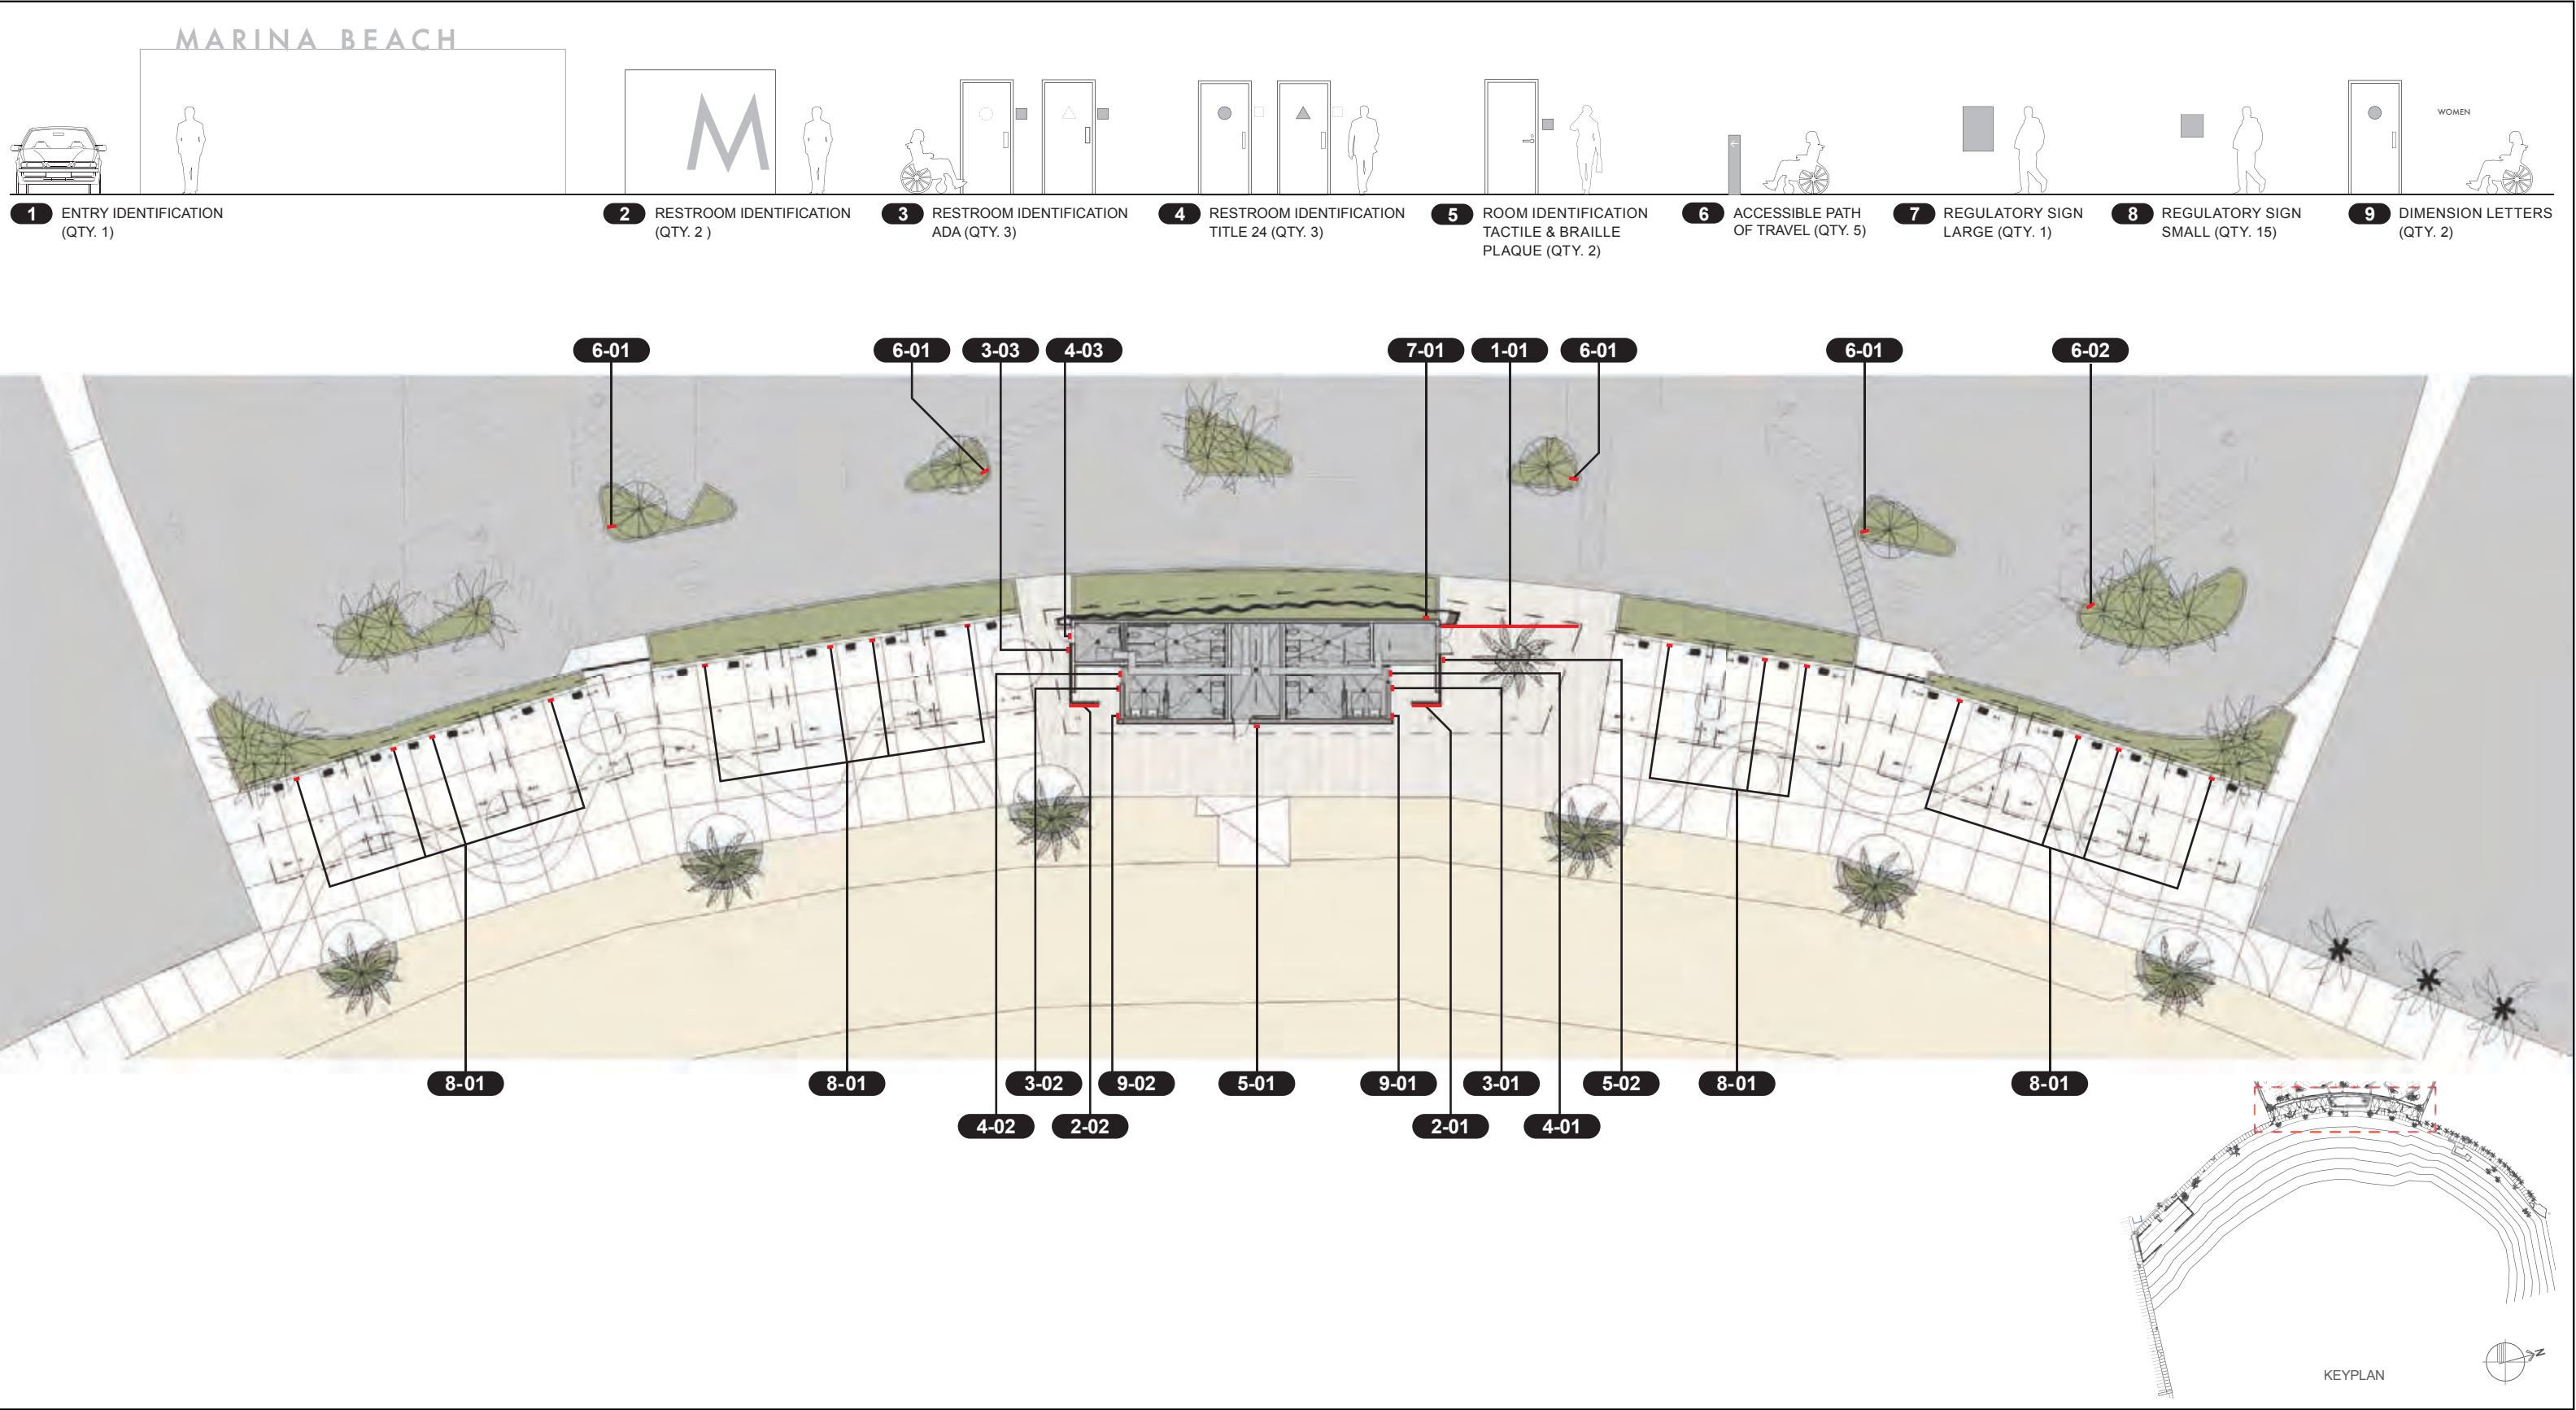 MARINA BEACH
M
WOMEN
1 ENTRY IDENTIFICATION
(QTY. 1)
2 RESTROOM IDENTIFICATION
(QTY. 2 )
3 RESTROOM IDENTIFICATION
ADA (QTY. 3)
4 RESTROOM IDENTIFICATION
TITLE 24 (QTY. 3)
5 ROOM IDENTIFICATION
TACTILE & BRAILLE
PLAQUE (QTY. 2)
6 ACCESSIBLE PATH
OF TRAVEL (QTY. 5)
7 REGULATORY SIGN
LARGE (QTY. 1)
8 REGULATORY SIGN
SMALL (QTY. 15)
9 DIMENSION LETTERS
(QTY. 2)
6-01 6-01 3-03 4-03 7-01 1-01 6-01 6-01 6-02
8-01 8-01 3-02 9-02 5-01 9-01 3-01 5-02 8-01 8-01
4-02 2-02 2-01 4-01
N
KEYPLAN